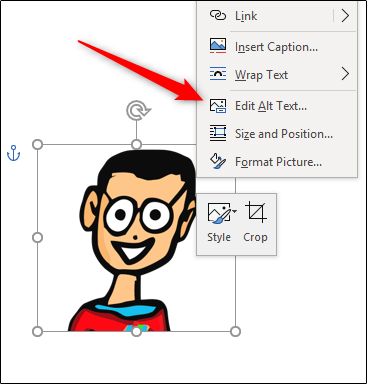 Link
Insert Caption...
Wrap Text
Edit Alt Text...
Size and Position...
Format Picture...
Style Crop